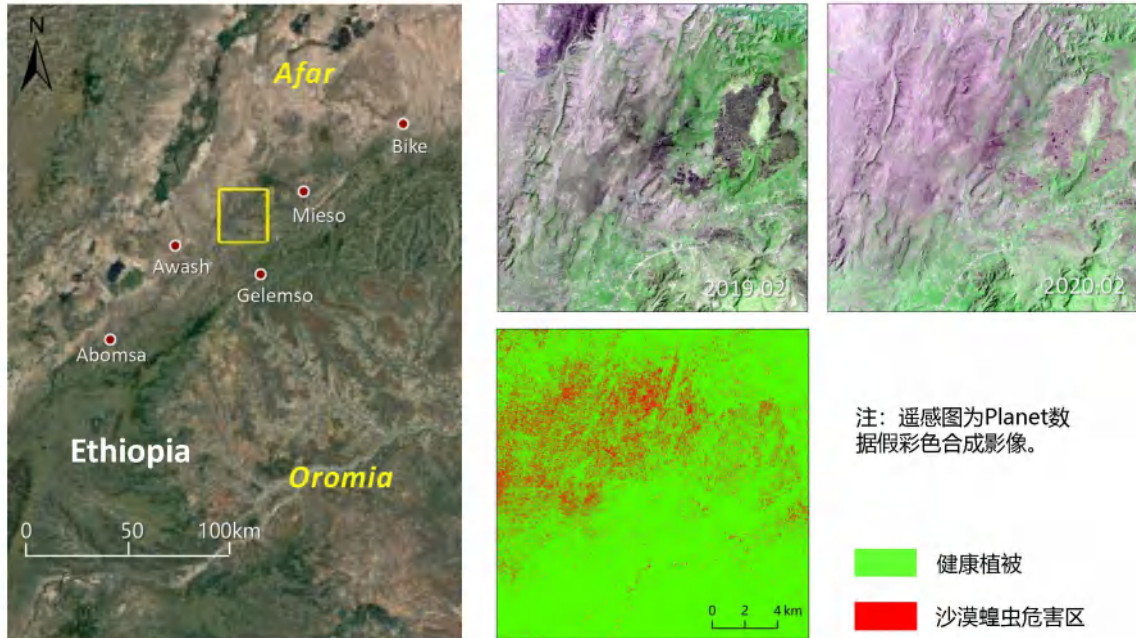 N
Afar
Bike
Mieso
Awash
Gelemso
Abomsa
Ethiopia
Oromia
0 50 100km
2019.02
2020.02
注：遥感图为Planet数
据假彩色合成影像。
健康植被
沙漠蝗虫危害区
0 2 4 km